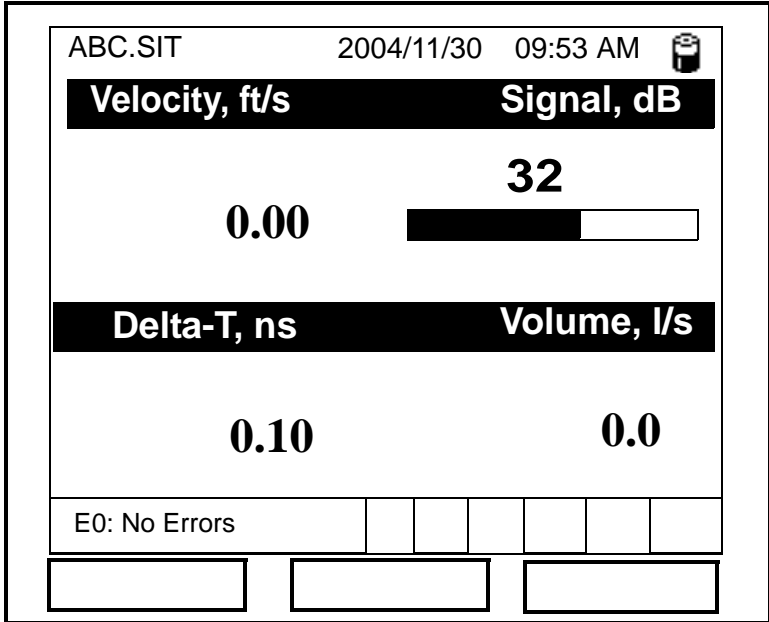 ABC.SIT 2004/11/30 09:53 AM
Velocity, ft/s Signal, dB
32
0.00
Delta-T, ns Volume, l/s
0.10 0.0
E0: No Errors